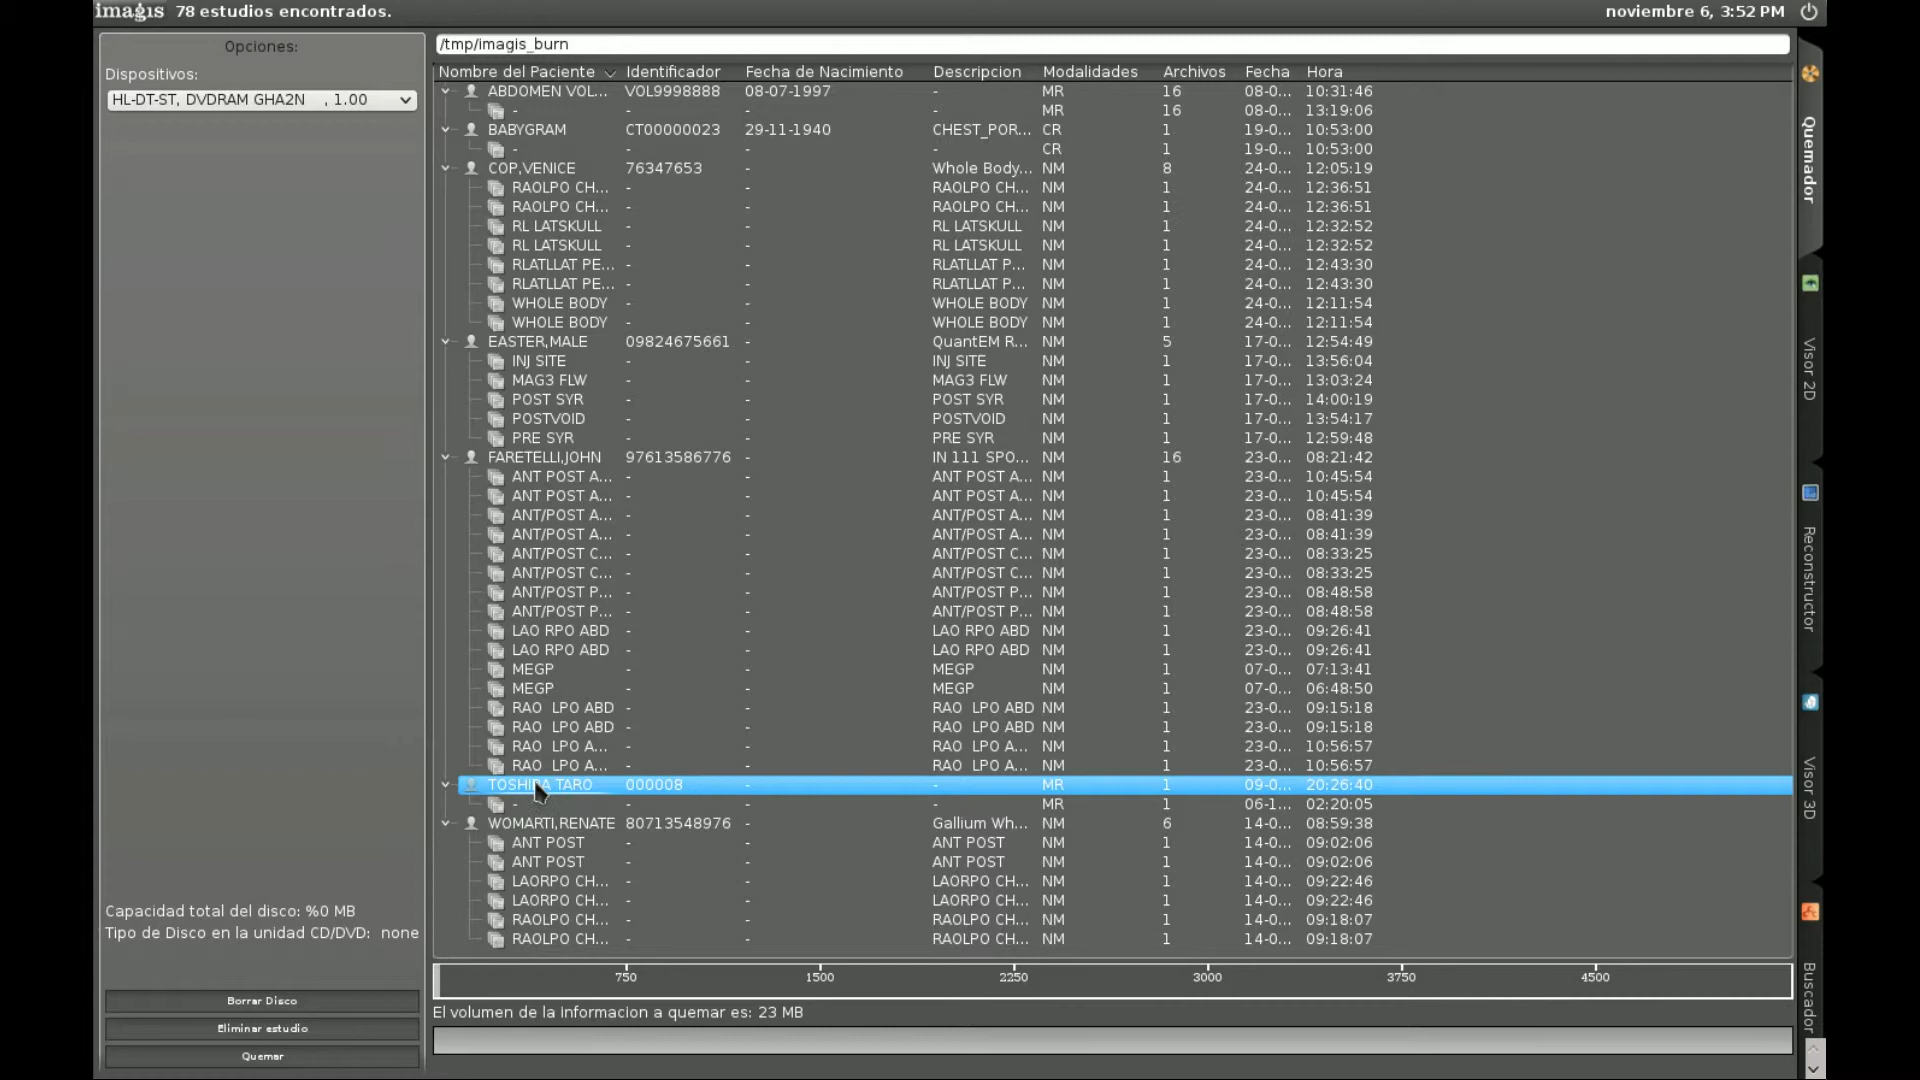 imagis 78 estudios encontrados. noviembre 6, 3:52 PM
Opciones:
Dispositivos:
HL-DT-ST, DVDRAM GHA2N , 1.00
/tmp/imagis_burn
Nombre del Paciente Identificador Fecha de Nacimiento Descripcion Modalidades Archivos Fecha Hora
ABDOMEN VOL... VOL9998888 08-07-1997 - MR 16 08-0... 10:31:46
- - - - MR 16 08-0... 13:19:06
BABYGRAM CT00000023 29-11-1940 CHEST_POR... CR 1 19-0... 10:53:00
- - - - CR 1 19-0... 10:53:00
COP,VENICE 76347653 - Whole Body... NM 8 24-0... 12:05:19
RAOLPO CH... - - RAOLPO CH... NM 1 24-0... 12:36:51
RAOLPO CH... - - RAOLPO CH... NM 1 24-0... 12:36:51
RL LATSKULL - - RL LATSKULL NM 1 24-0... 12:32:52
RL LATSKULL - - RL LATSKULL NM 1 24-0... 12:32:52
RLATLLAT PE... - - RLATLLAT P... NM 1 24-0... 12:43:30
RLATLLAT PE... - - RLATLLAT P... NM 1 24-0... 12:43:30
WHOLE BODY - - WHOLE BODY NM 1 24-0... 12:11:54
WHOLE BODY - - WHOLE BODY NM 1 24-0... 12:11:54
EASTER,MALE 09824675661 - QuantEM R... NM 5 17-0... 12:54:49
INJ SITE - - INJ SITE NM 1 17-0... 13:56:04
MAG3 FLW - - MAG3 FLW NM 1 17-0... 13:03:24
POST SYR - - POST SYR NM 1 17-0... 14:00:19
POSTVOID - - POSTVOID NM 1 17-0... 13:54:17
PRE SYR - - PRE SYR NM 1 17-0... 12:59:48
FARETELLI,JOHN 97613586776 - IN 111 SPO... NM 16 23-0... 08:21:42
ANT POST A... - - ANT POST A... NM 1 23-0... 10:45:54
ANT POST A... - - ANT POST A... NM 1 23-0... 10:45:54
ANT/POST A... - - ANT/POST A... NM 1 23-0... 08:41:39
ANT/POST A... - - ANT/POST A... NM 1 23-0... 08:41:39
ANT/POST C... - - ANT/POST C... NM 1 23-0... 08:33:25
ANT/POST C... - - ANT/POST C... NM 1 23-0... 08:33:25
ANT/POST P... - - ANT/POST P... NM 1 23-0... 08:48:58
ANT/POST P... - - ANT/POST P... NM 1 23-0... 08:48:58
LAO RPO ABD - - LAO RPO ABD NM 1 23-0... 09:26:41
LAO RPO ABD - - LAO RPO ABD NM 1 23-0... 09:26:41
MEGP - - MEGP NM 1 07-0... 07:13:41
MEGP - - MEGP NM 1 07-0... 06:48:50
RAO LPO ABD - - RAO LPO ABD NM 1 23-0... 09:15:18
RAO LPO ABD - - RAO LPO ABD NM 1 23-0... 09:15:18
RAO LPO A... - - RAO LPO A... NM 1 23-0... 10:56:57
RAO LPO A... - - RAO LPO A... NM 1 23-0... 10:56:57
TOSHIBA TARO 000008 - - MR 1 09-0... 20:26:40
- - - - MR 1 06-1... 02:20:05
WOMARTI,RENATE 80713548976 - Gallium Wh... NM 6 14-0... 08:59:38
ANT POST - - ANT POST NM 1 14-0... 09:02:06
ANT POST - - ANT POST NM 1 14-0... 09:02:06
LAORPO CH... - - LAORPO CH... NM 1 14-0... 09:22:46
LAORPO CH... - - LAORPO CH... NM 1 14-0... 09:22:46
RAOLPO CH... - - RAOLPO CH... NM 1 14-0... 09:18:07
RAOLPO CH... - - RAOLPO CH... NM 1 14-0... 09:18:07
750 1500 2250 3000 3750 4500
El volumen de la informacion a quemar es: 23 MB
Capacidad total del disco: %0 MB
Tipo de Disco en la unidad CD/DVD: none
Borrar Disco
Eliminar estudio
Quemar
Quemador
Visor 2D
Reconstructor
Visor 3D
Buscador